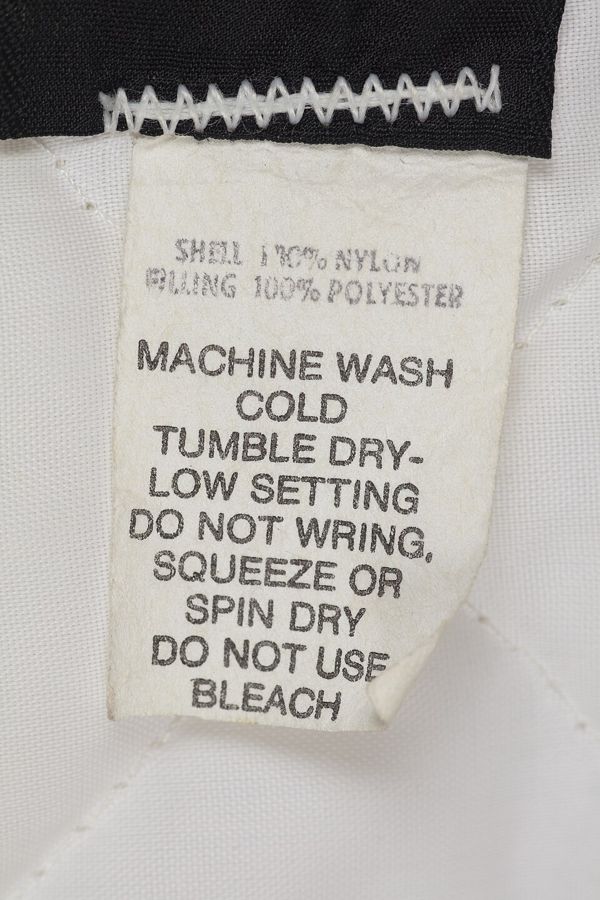 SHELL 100% NYLON
FILLING 100% POLYESTER
MACHINE WASH
COLD
TUMBLE DRY-
LOW SETTING
DO NOT WRING,
SQUEEZE OR
SPIN DRY
DO NOT USE
BLEACH